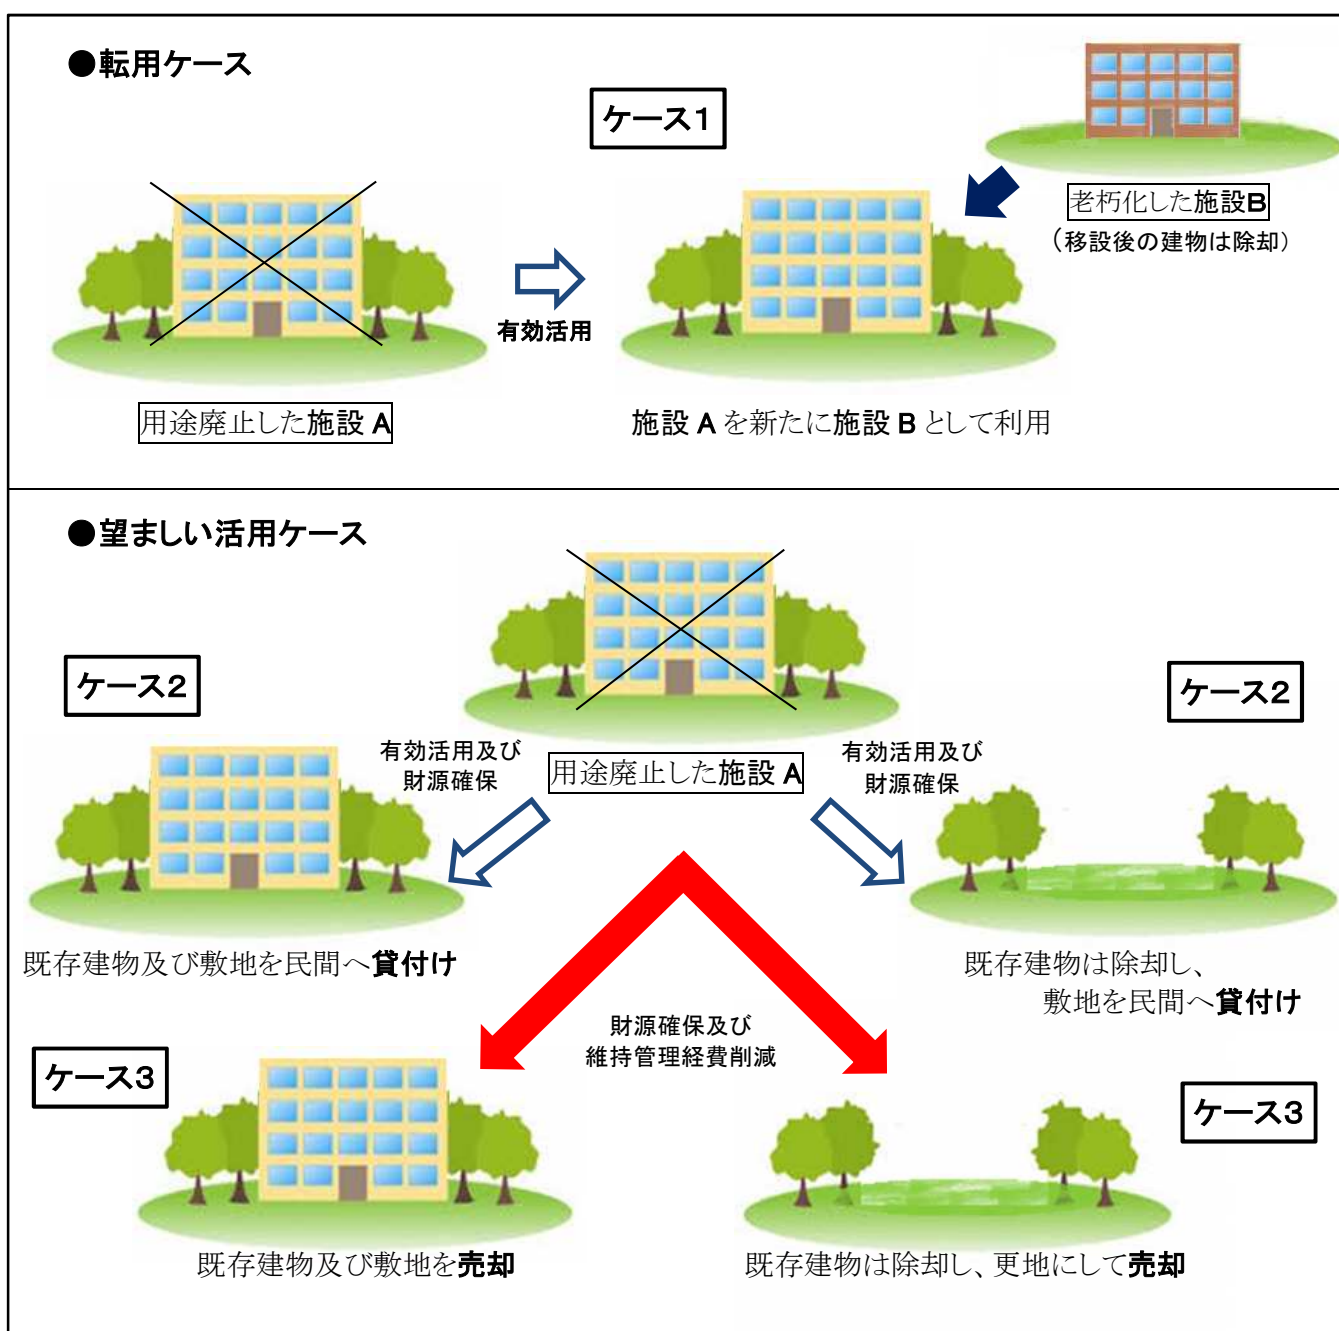 ●転用ケース
ケース1
老朽化した施設B
（移設後の建物は除却）
有効活用
用途廃止した施設 A
施設 A を新たに施設 B として利用
●望ましい活用ケース
ケース2
ケース2
有効活用及び
財源確保
用途廃止した施設 A
有効活用及び
財源確保
既存建物及び敷地を民間へ貸付け
既存建物は除却し、
敷地を民間へ貸付け
財源確保及び
維持管理経費削減
ケース3
ケース3
既存建物及び敷地を売却
既存建物は除却し、更地にして売却